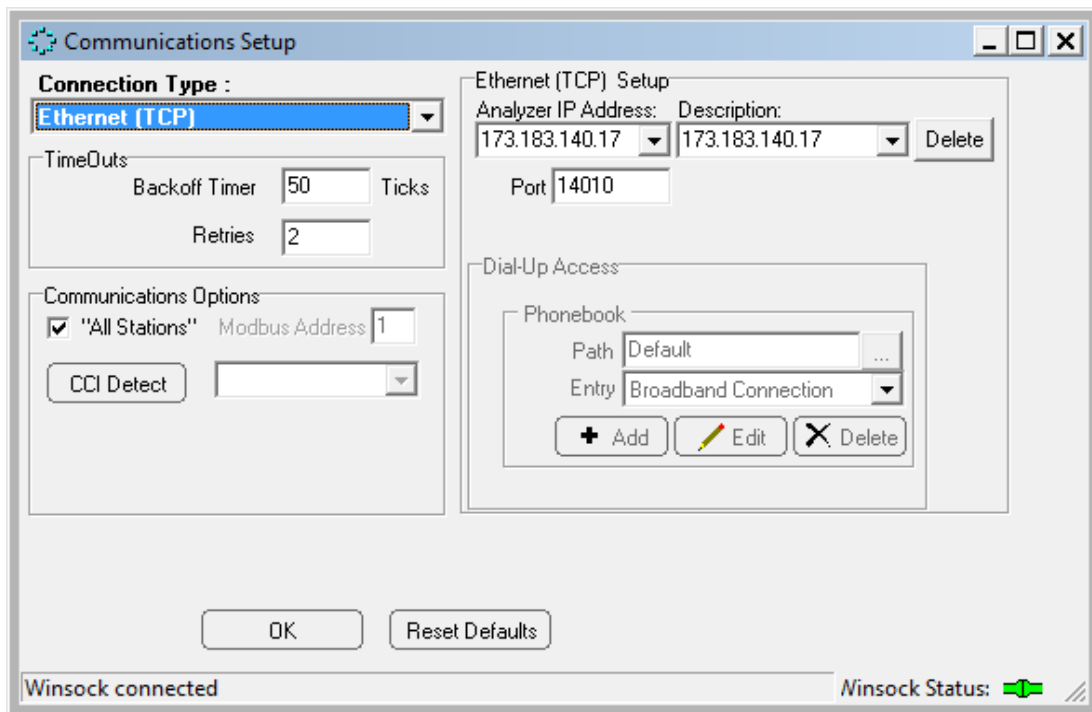 Communications Setup
Connection Type :
Ethernet (TCP)
TimeOuts
Backoff Timer 50 Ticks
Retries 2
Communications Options
"All Stations" Modbus Address 1
CCI Detect
Ethernet (TCP) Setup
Analyzer IP Address: Description:
173.183.140.17 173.183.140.17 Delete
Port 14010
Dial-Up Access
Phonebook
Path Default ...
Entry Broadband Connection
Add Edit Delete
OK Reset Defaults
Winsock connected Winsock Status: